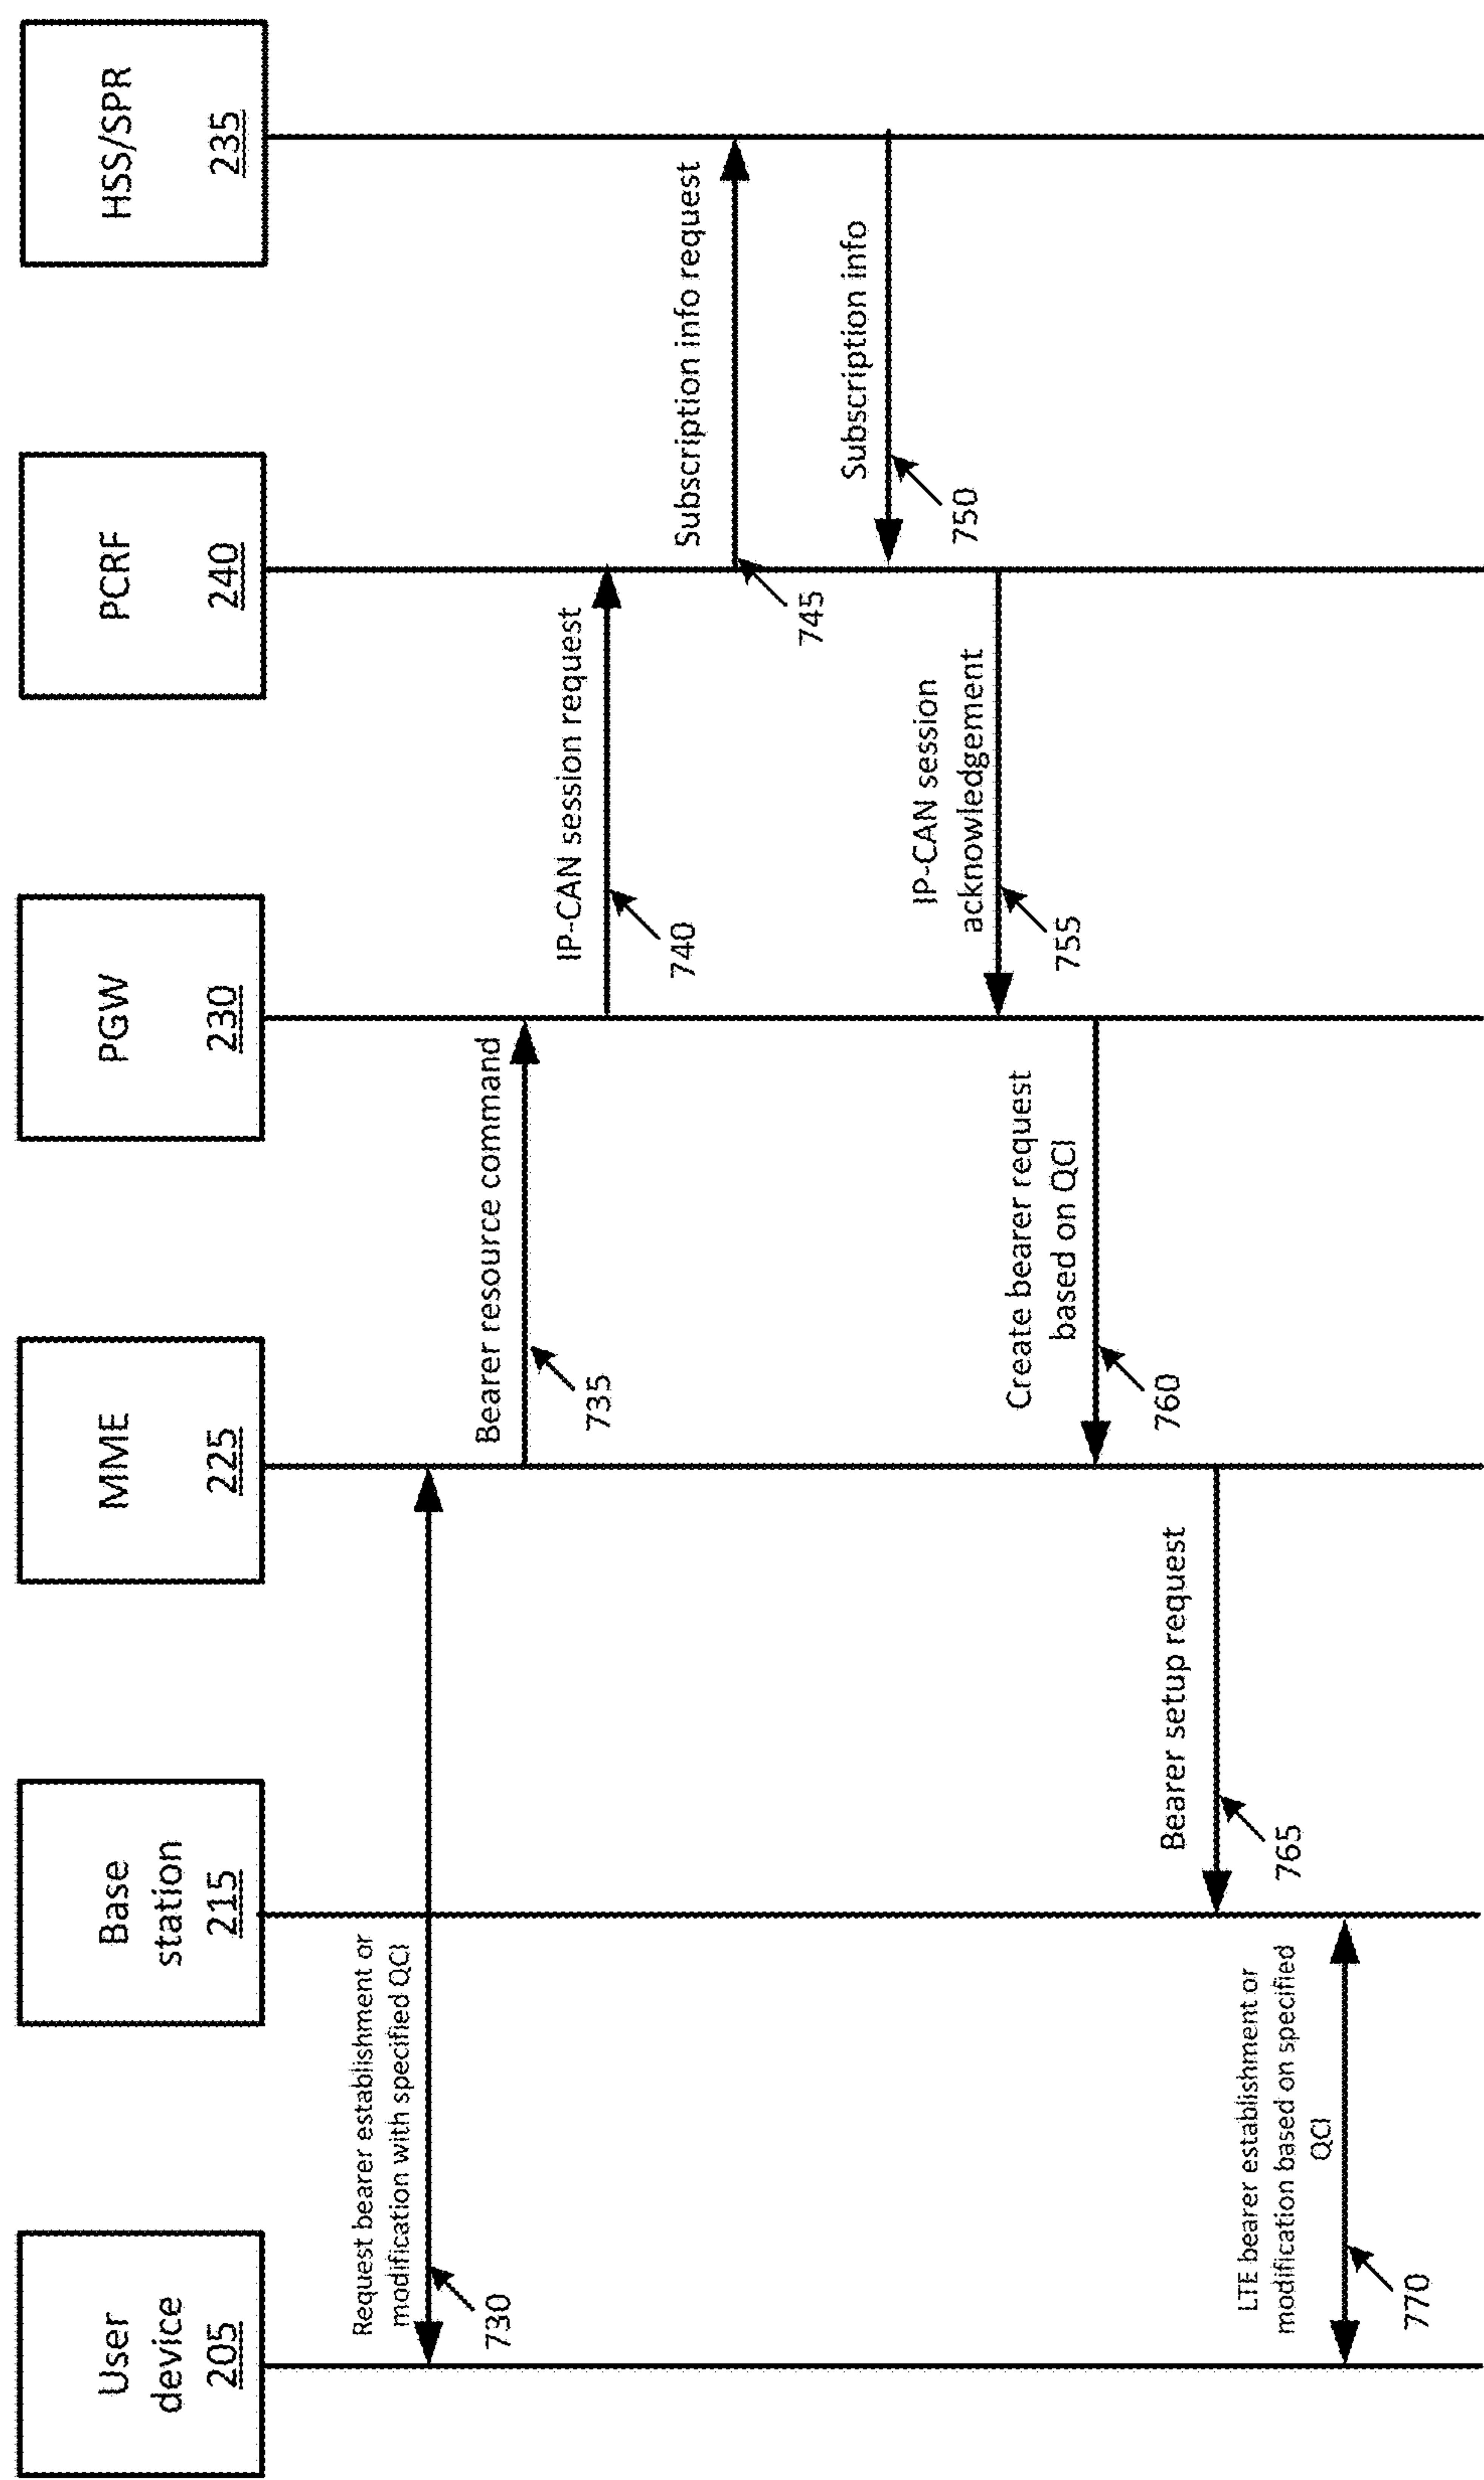 User
device
205
Base
station
215
MME
225
PGW
230
PCRF
240
HSS/SPR
235
Request bearer establishment or
modification with specified QCI
730
Bearer resource command
735
IP-CAN session request
740
Subscription info request
745
Subscription info
750
IP-CAN session
acknowledgement
755
Create bearer request
based on QCI
760
Bearer setup request
765
LTE bearer establishment or
modification based on specified
QCI
770